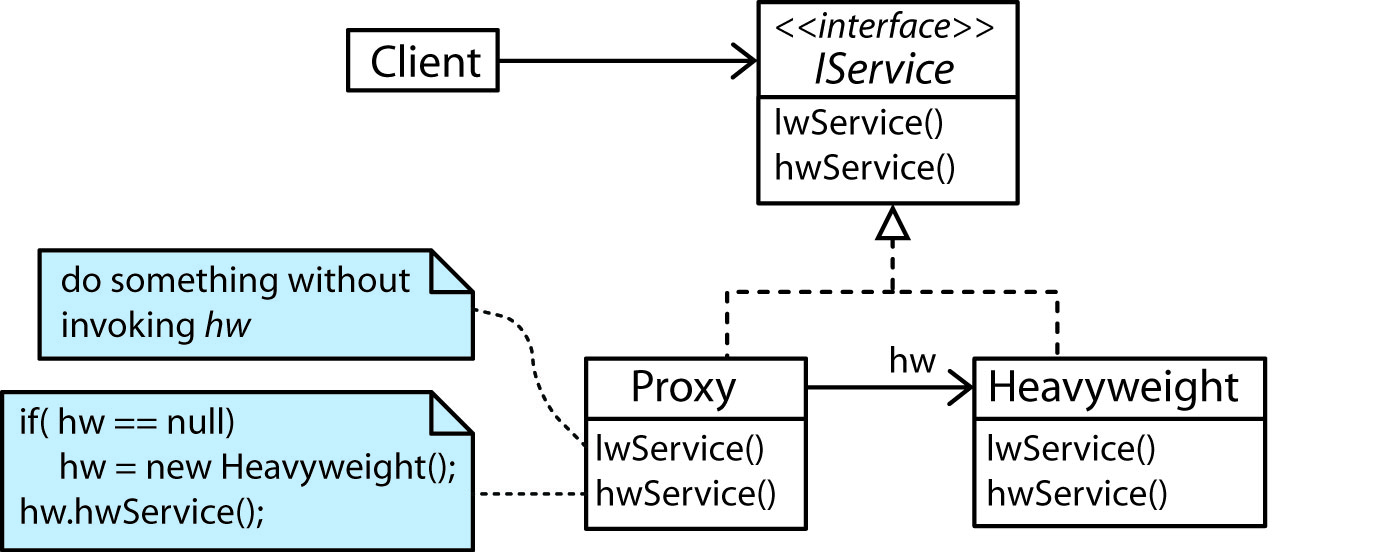 Client
<<interface>>
IService
lwService()
hwService()
do something without
invoking hw
if( hw == null)
hw = new Heavyweight();
hw.hwService();
Proxy
lwService()
hwService()
hw
Heavyweight
lwService()
hwService()